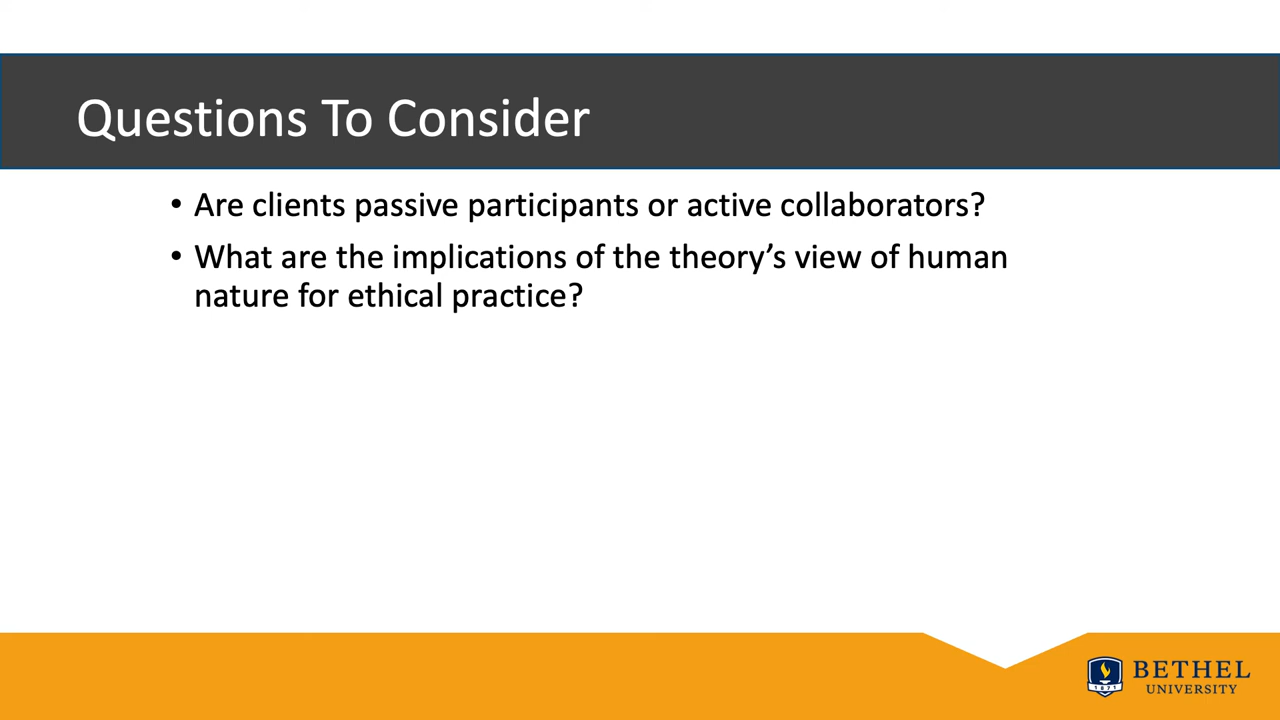 Questions To Consider
• Are clients passive participants or active collaborators?
• What are the implications of the theory’s view of human
nature for ethical practice?
1871
BETHEL
UNIVERSITY